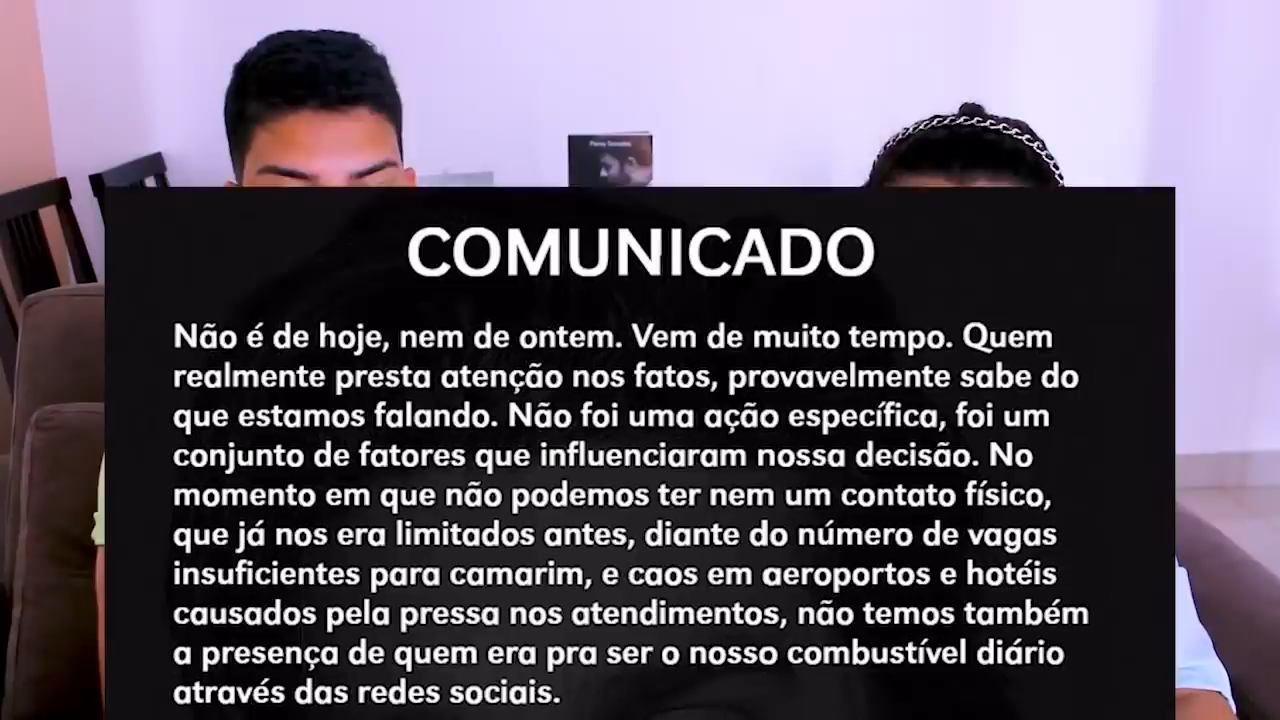 COMUNICADO
Não é de hoje, nem de ontem. Vem de muito tempo. Quem
realmente presta atenção nos fatos, provavelmente sabe do
que estamos falando. Não foi uma ação específica, foi um
conjunto de fatores que influenciaram nossa decisão. No
momento em que não podemos ter nem um contato físico,
que já nos era limitados antes, diante do número de vagas
insuficientes para camarim, e caos em aeroportos e hotéis
causados pela pressa nos atendimentos, não temos também
a presença de quem era pra ser o nosso combustível diário
através das redes sociais.